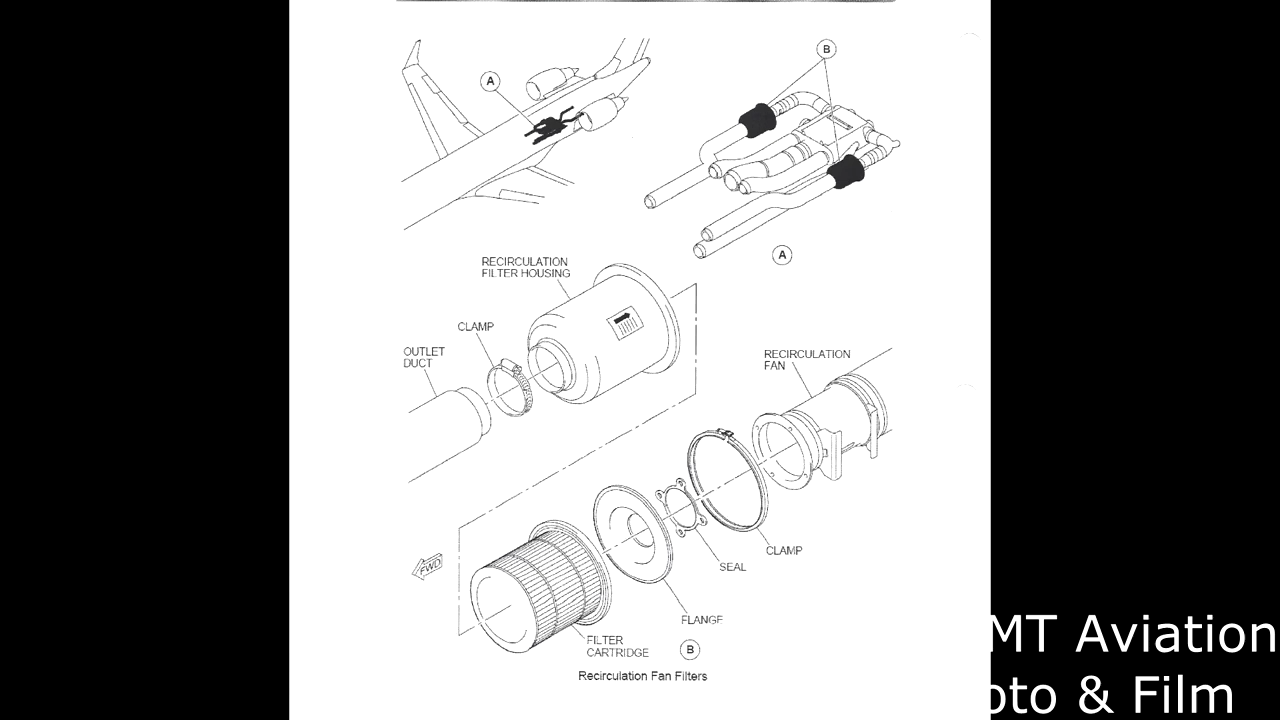 A
B
A
RECIRCULATION
FILTER HOUSING
CLAMP
OUTLET
DUCT
RECIRCULATION
FAN
CLAMP
SEAL
FWD
FLANGE
FILTER
CARTRIDGE
B
Recirculation Fan Filters
MT Aviation
oto & Film